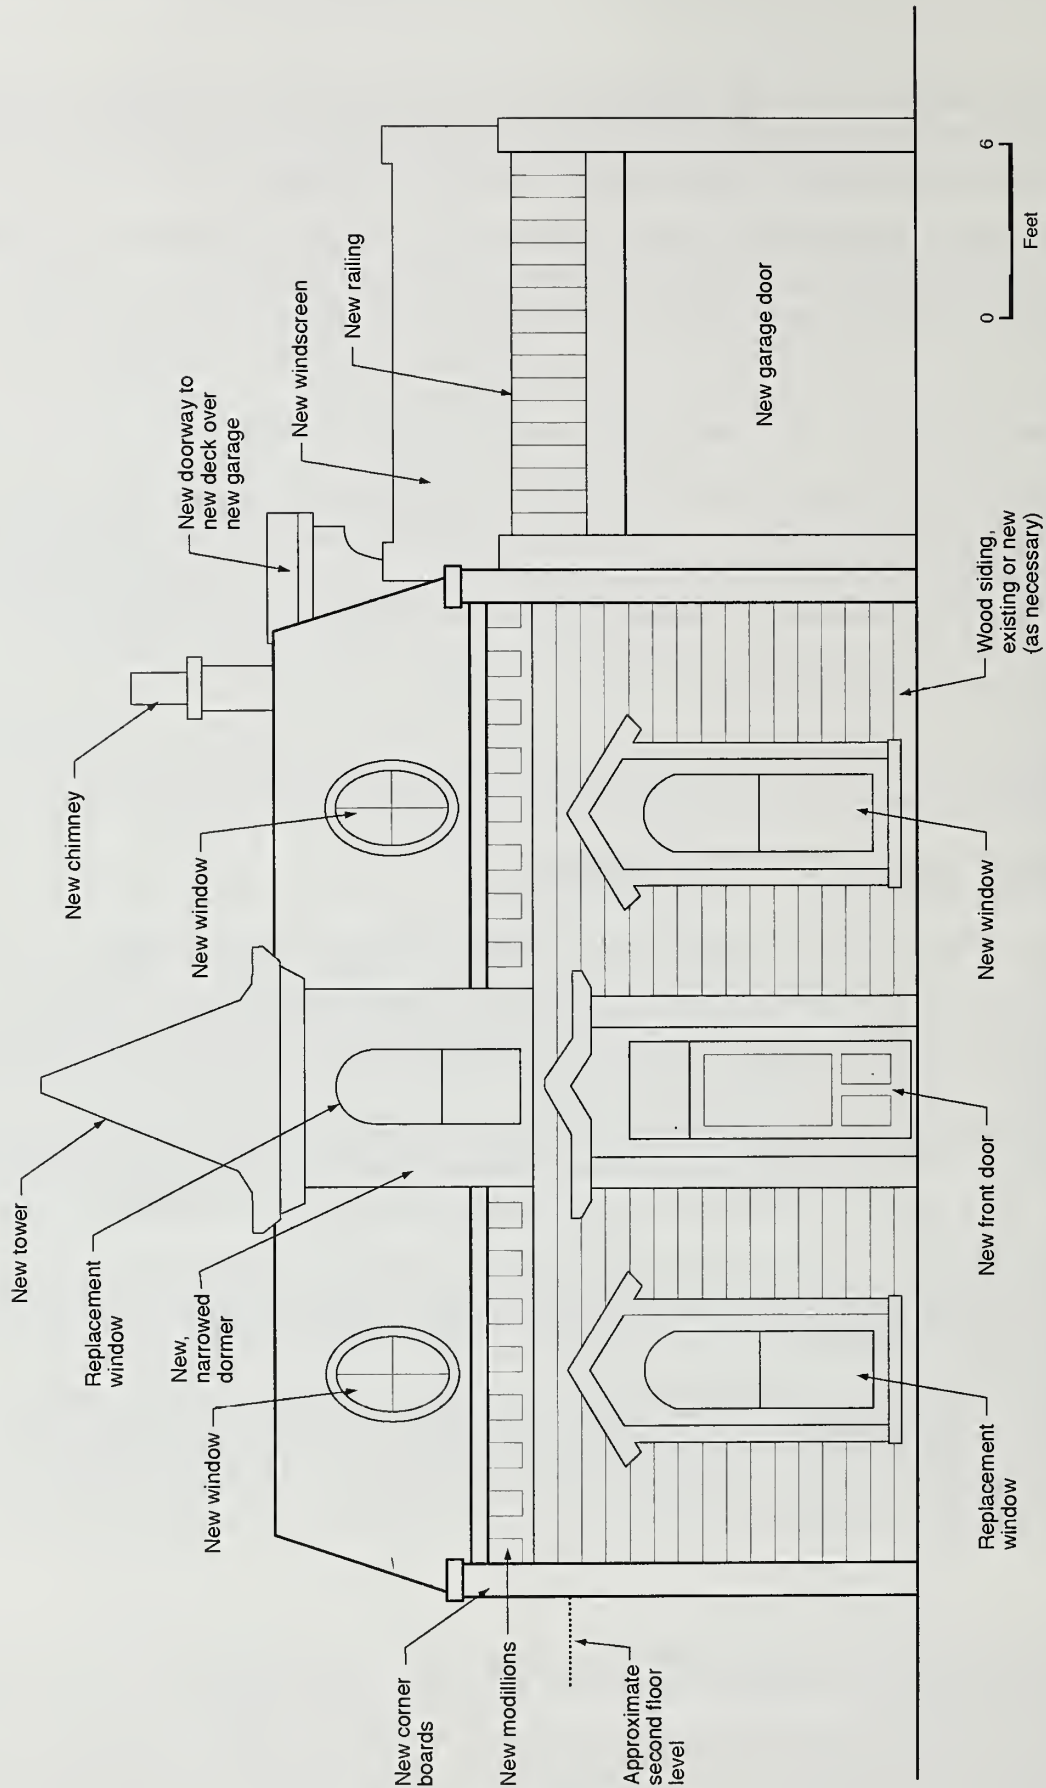 New tower
Replacement
window
New,
narrowed
dormer
New window
New corner
boards
New modillions
Approximate
second floor
level
New chimney
New window
New doorway to
new deck over
new garage
New windscreen
New railing
New garage door
Replacement
window
New front door
New window
Wood siding,
existing or new
(as necessary)
0 6
Feet